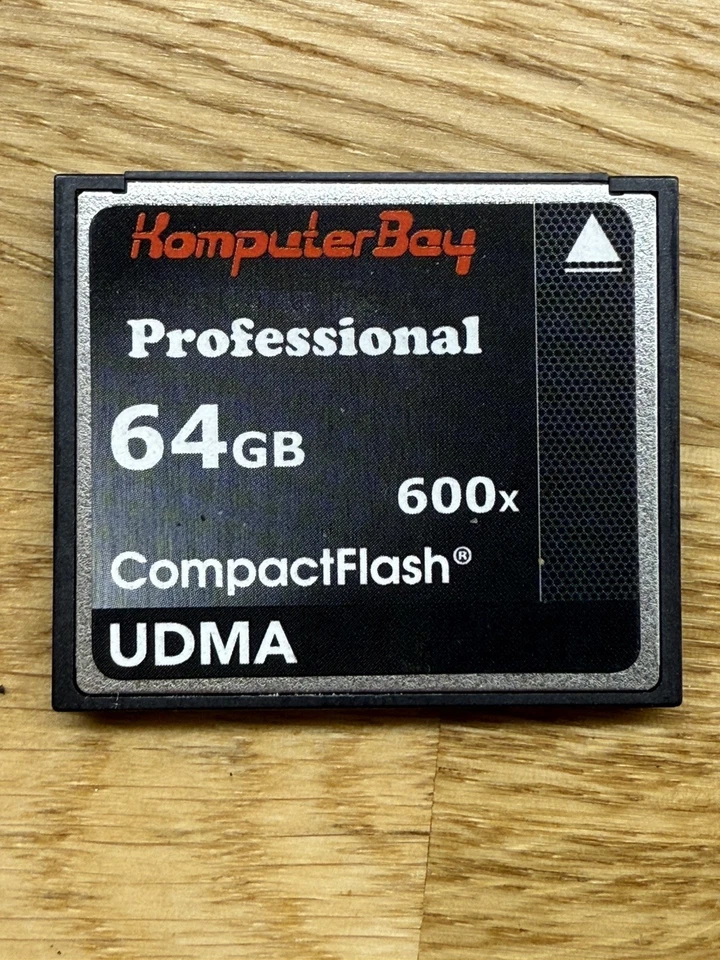 KomputerBay
Professional
64GB
600x
CompactFlash®
UDMA